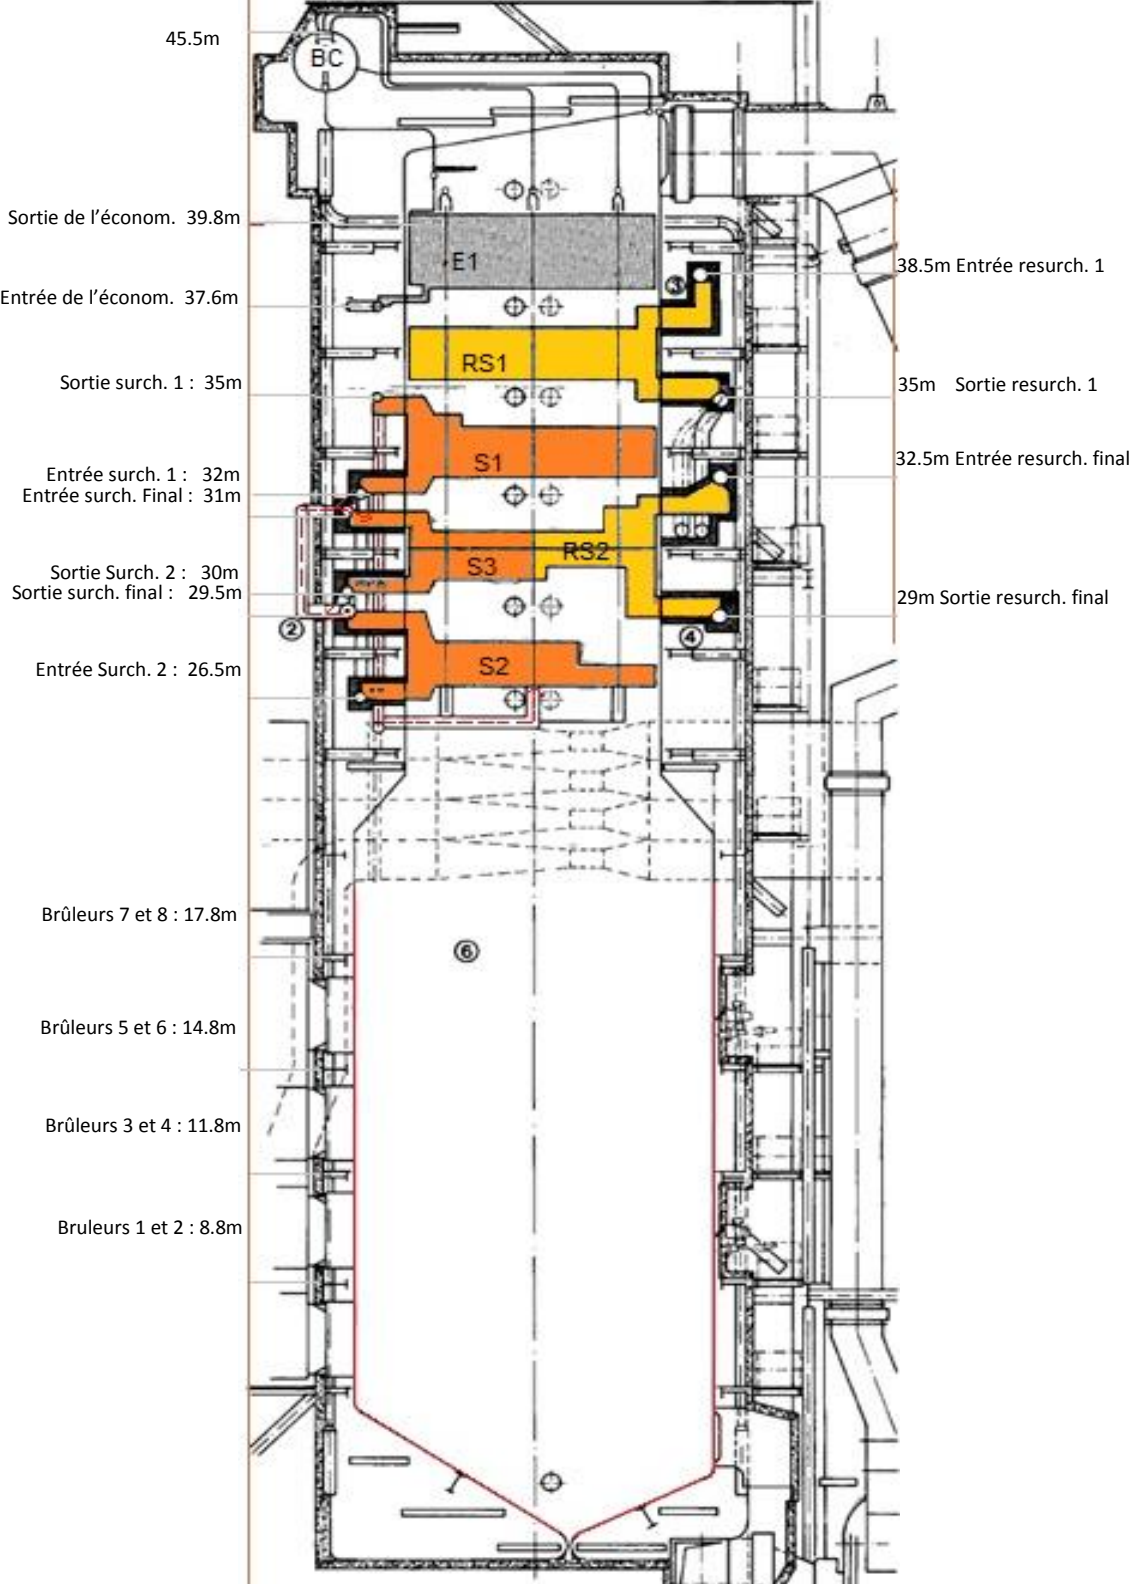 45.5m
BC
Sortie de l’économ. 39.8m
E1
38.5m Entrée resurch. 1
③
Entrée de l’économ. 37.6m
RS1
Sortie surch. 1 : 35m
35m Sortie resurch. 1
S1
32.5m Entrée resurch. final
Entrée surch. 1 : 32m
Entrée surch. Final : 31m
RS2
S3
Sortie Surch. 2 : 30m
Sortie surch. final : 29.5m
29m Sortie resurch. final
②
④
S2
Entrée Surch. 2 : 26.5m
Brûleurs 7 et 8 : 17.8m
⑥
Brûleurs 5 et 6 : 14.8m
Brûleurs 3 et 4 : 11.8m
Bruleurs 1 et 2 : 8.8m